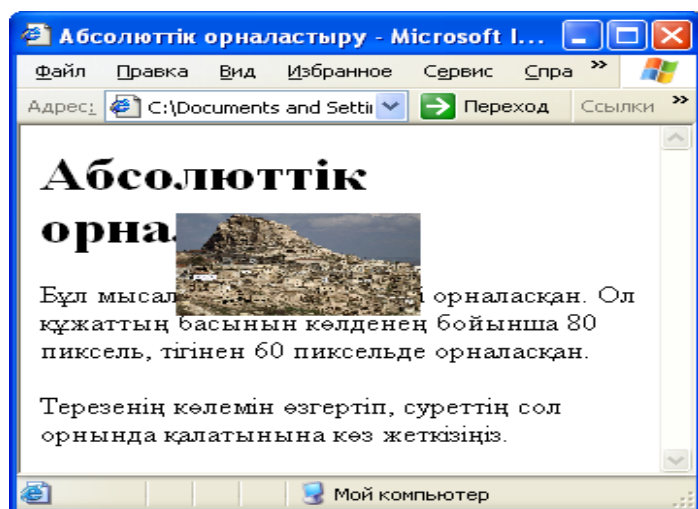 Абсолюттік орналастыру - Microsoft I...
Файл Правка Вид Избранное Сервис Спра »
Адрес: C:\Documents and Settin Переход Ссылки »
Абсолюттік
орна
Бұл мысал орналасқан. Ол
құжаттың басынын көлденең бойынша 80
пиксель, тігінен 60 пиксельде орналасқан.
Терезенің көлемін өзгертіп, суреттің сол
орнында қалатынына көз жеткізіңіз.
Мой компьютер